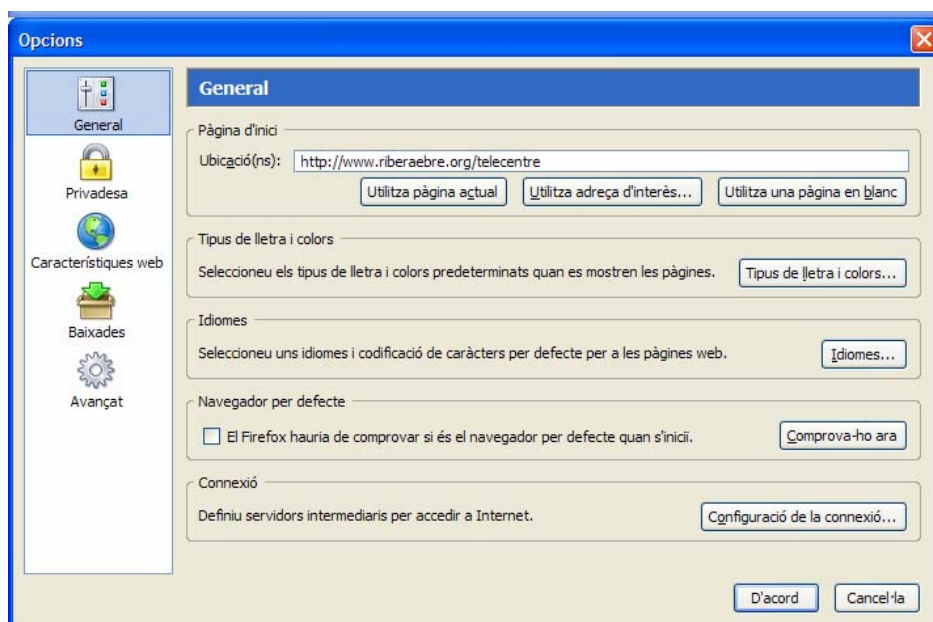 Opcions
General
Privadesa
Característiques web
Baixades
Avançat
General
Pàgina d'inici
Ubicació(ns): http://www.riberaebre.org/telecentre
Utilitza pàgina actual Utilitza adreça d'interès... Utilitza una pàgina en blanc
Tipus de lletra i colors
Seleccioneu els tipus de lletra i colors predeterminats quan es mostren les pàgines. Tipus de lletra i colors...
Idiomes
Seleccioneu uns idiomes i codificació de caràcters per defecte per a les pàgines web. Idiomes...
Navegador per defecte
El Firefox hauria de comprovar si és el navegador per defecte quan s'iniciï. Comprova-ho ara
Connexió
Definiu servidors intermediaris per accedir a Internet. Configuració de la connexió...
D'acord Cancel·la